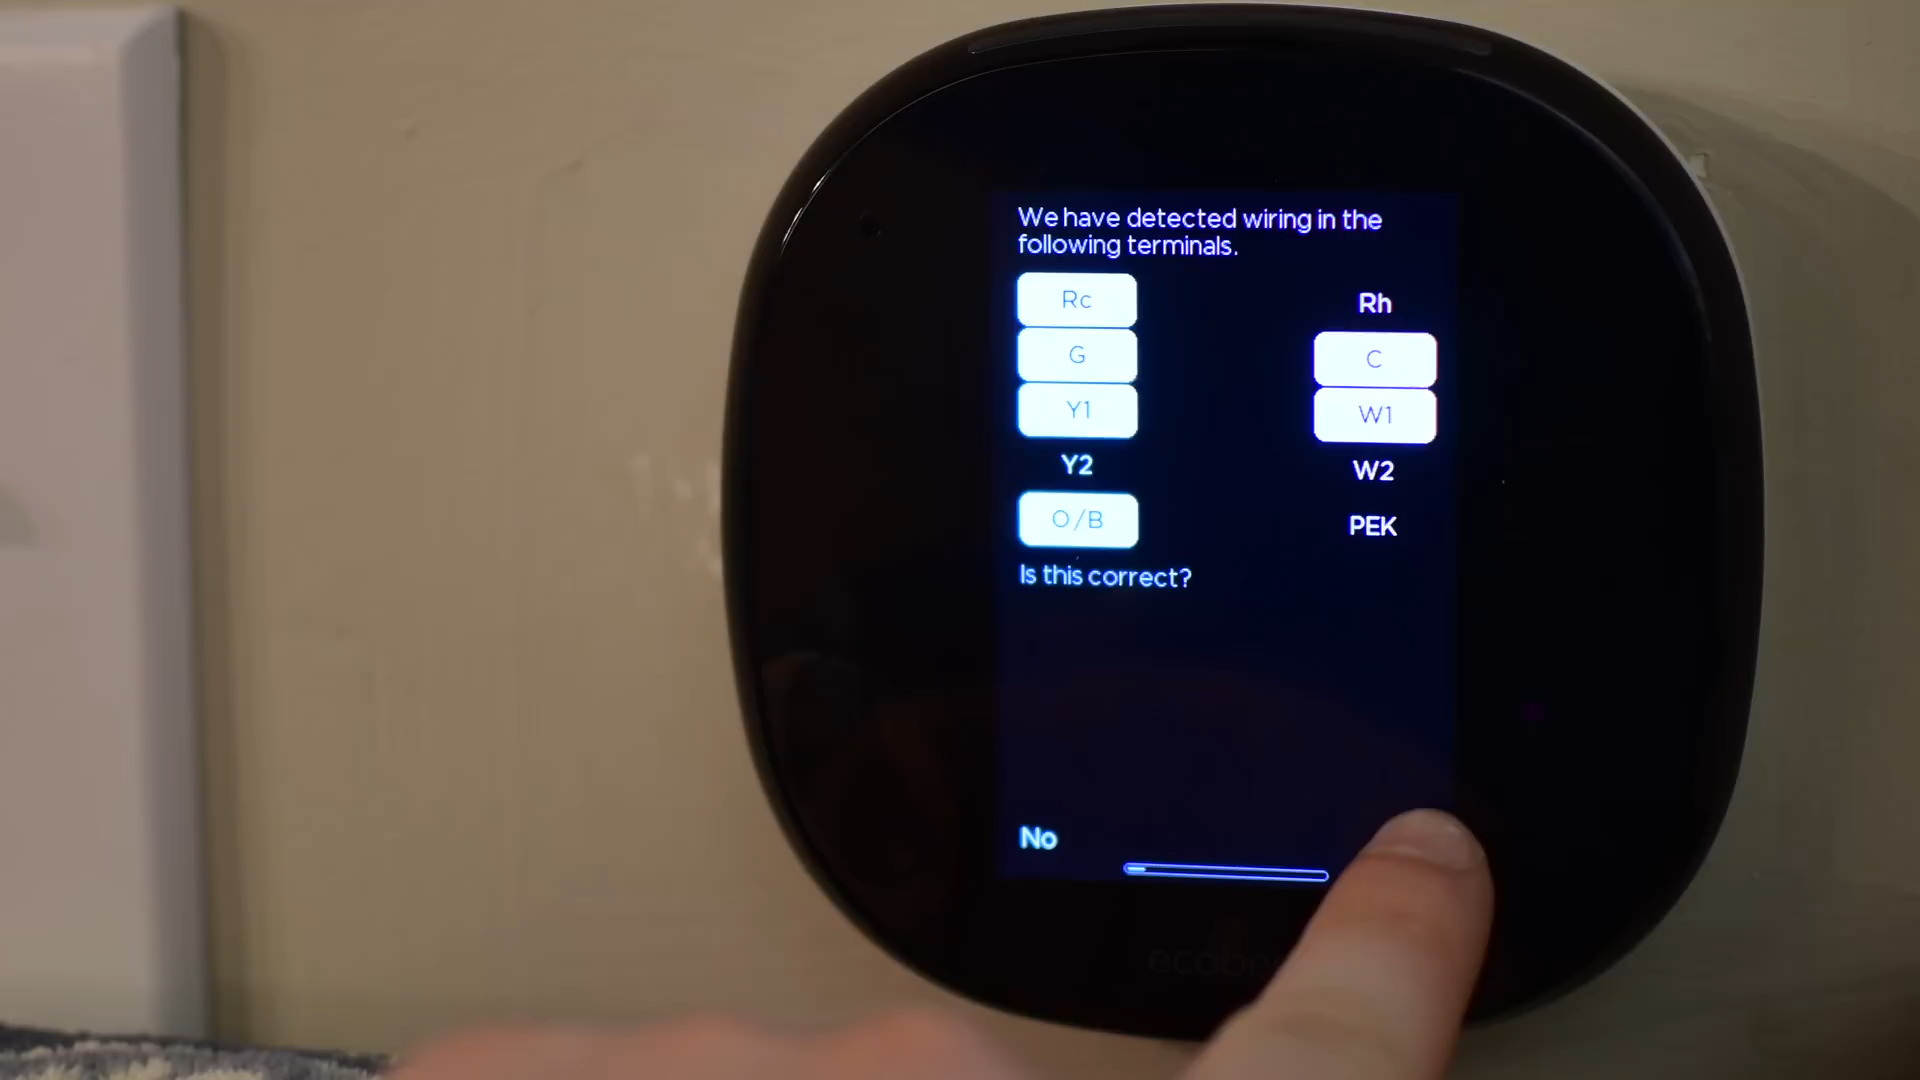 We have detected wiring in the
following terminals.
Rc Rh
G C
Y1 W1
Y2 W2
O/B PEK
Is this correct?
No